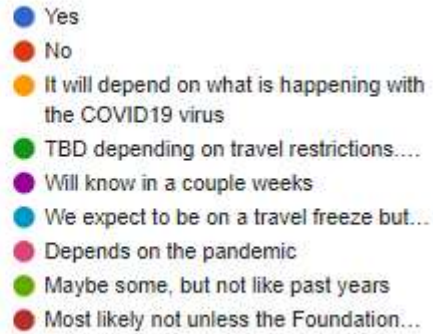 Yes
No
It will depend on what is happening with
the COVID19 virus
TBD depending on travel restrictions....
Will know in a couple weeks
We expect to be on a travel freeze but...
Depends on the pandemic
Maybe some, but not like past years
Most likely not unless the Foundation...